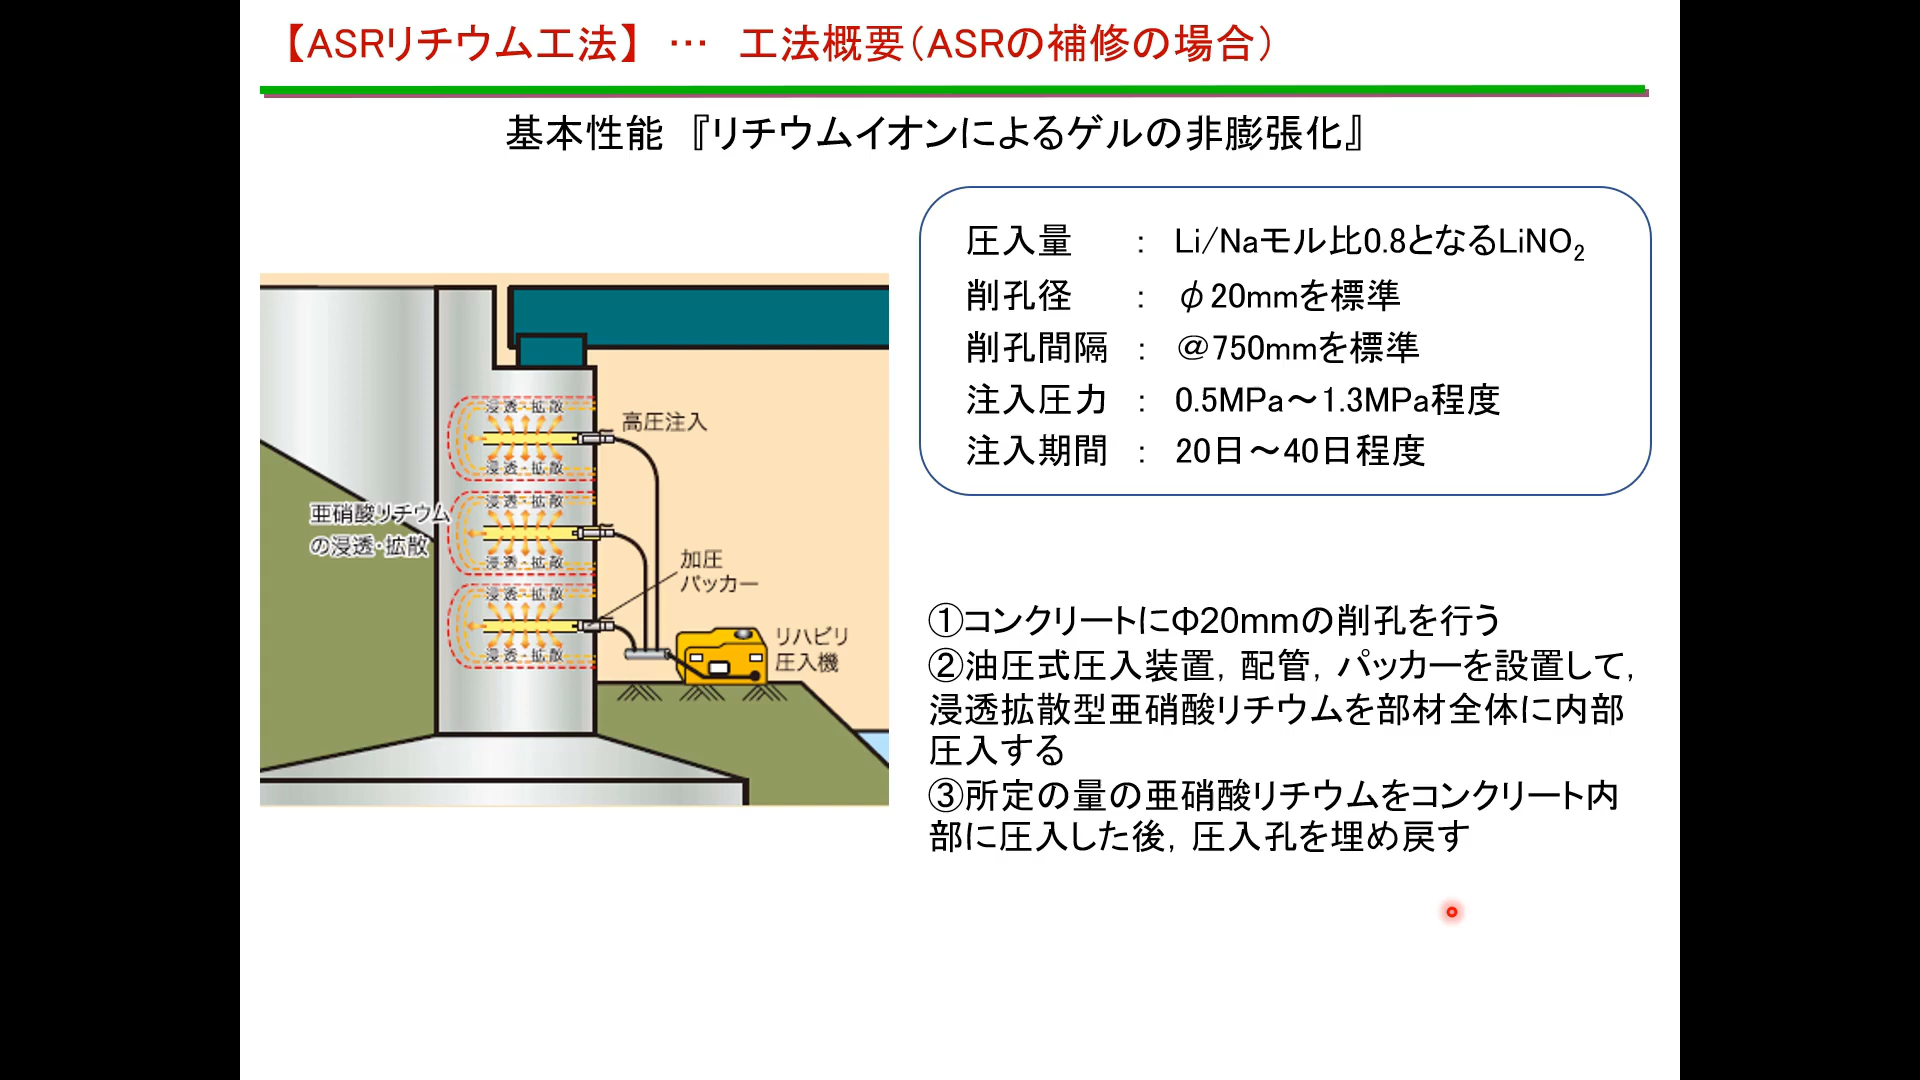 【ASRリチウム工法】 … 工法概要(ASRの補修の場合)
基本性能 『リチウムイオンによるゲルの非膨張化』
圧入量 : Li/Naモル比0.8となるLiNO₂
削孔径 : φ20mmを標準
削孔間隔 : @750mmを標準
注入圧力 : 0.5MPa～1.3MPa程度
注入期間 : 20日～40日程度
浸透・拡散
高圧注入
浸透・拡散
浸透・拡散
亜硝酸リチウム
の浸透・拡散
浸透・拡散
加圧
パッカー
浸透・拡散
リハビリ
圧入機
浸透・拡散
①コンクリートにΦ20mmの削孔を行う
②油圧式圧入装置，配管，パッカーを設置して，
浸透拡散型亜硝酸リチウムを部材全体に内部
圧入する
③所定の量の亜硝酸リチウムをコンクリート内
部に圧入した後，圧入孔を埋め戻す